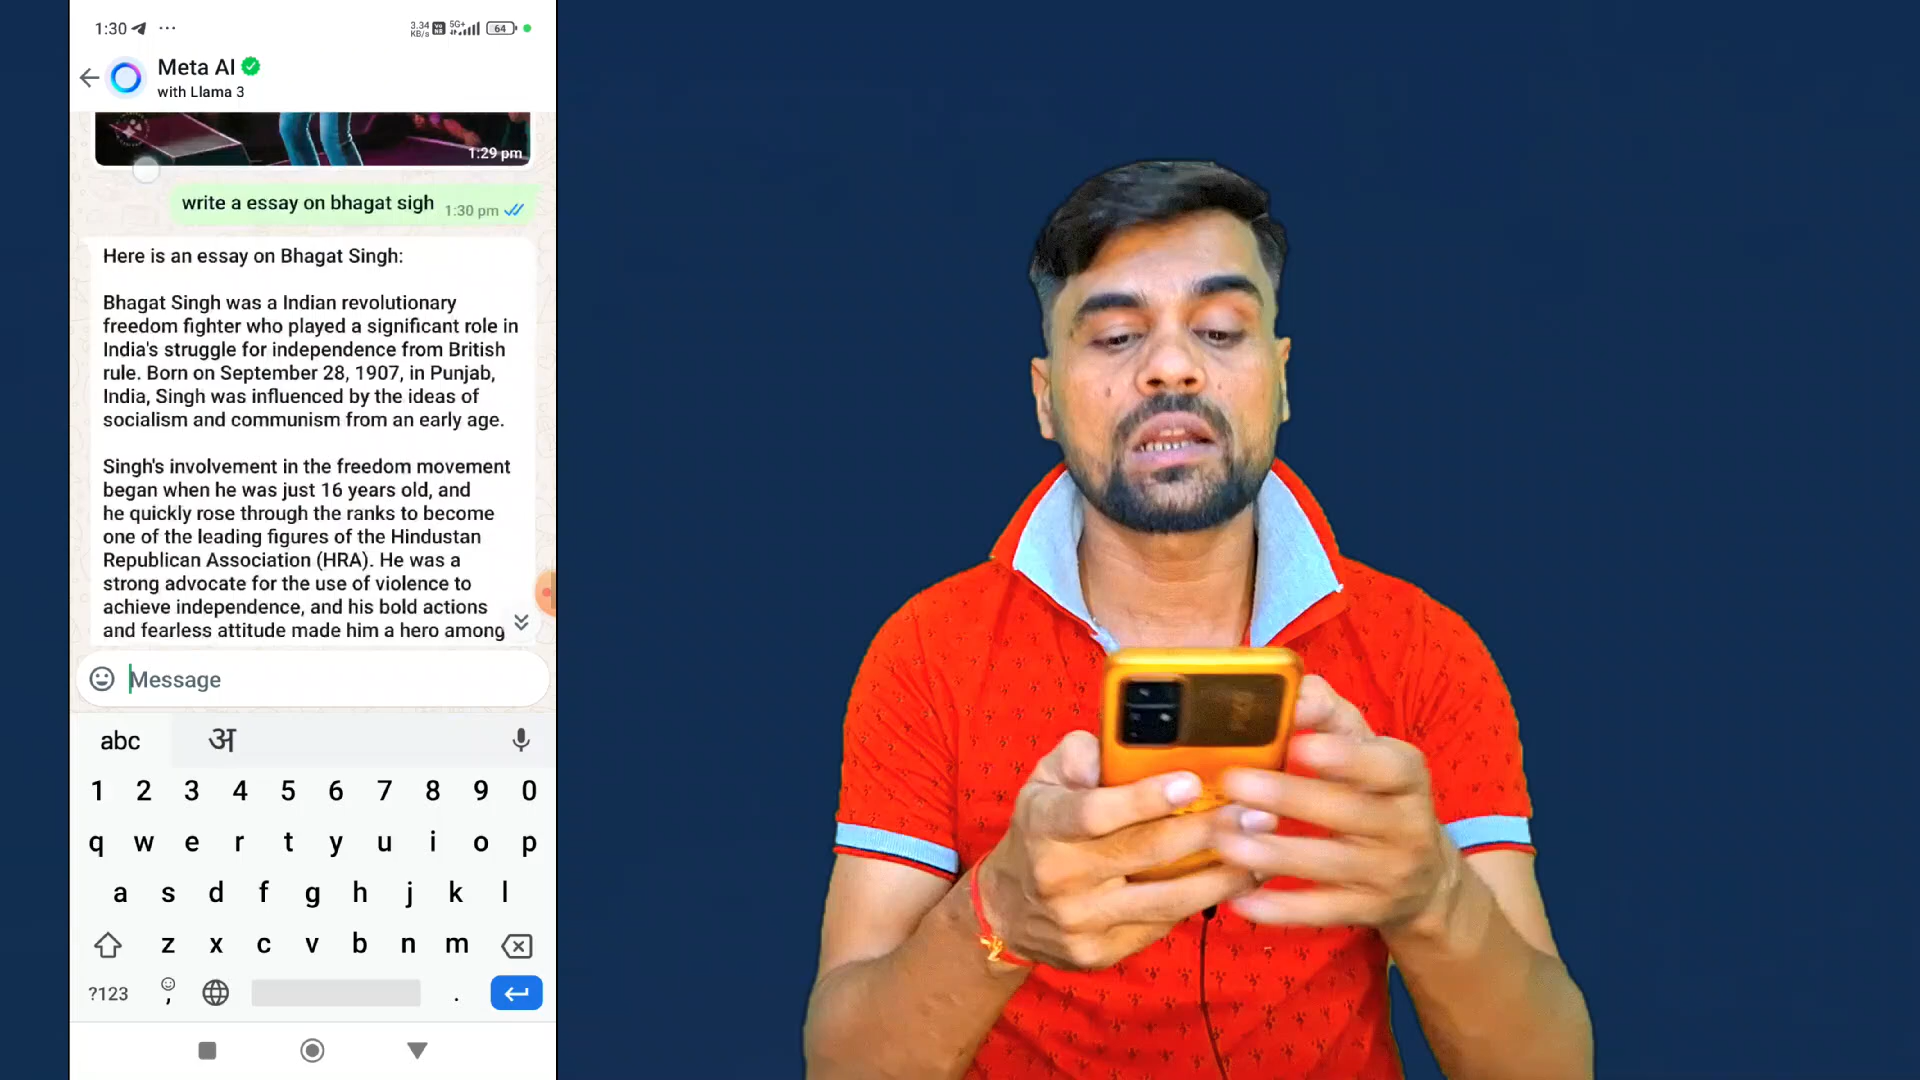 1:30 ...
3.34 KB/s 5G+ 64
Meta AI
with Llama 3
1:29 pm
write a essay on bhagat sigh 1:30 pm
Here is an essay on Bhagat Singh:
Bhagat Singh was a Indian revolutionary
freedom fighter who played a significant role in
India's struggle for independence from British
rule. Born on September 28, 1907, in Punjab,
India, Singh was influenced by the ideas of
socialism and communism from an early age.
Singh's involvement in the freedom movement
began when he was just 16 years old, and
he quickly rose through the ranks to become
one of the leading figures of the Hindustan
Republican Association (HRA). He was a
strong advocate for the use of violence to
achieve independence, and his bold actions
and fearless attitude made him a hero among
Message
abc अ
1 2 3 4 5 6 7 8 9 0
q w e r t y u i o p
a s d f g h j k l
z x c v b n m
?123 , .